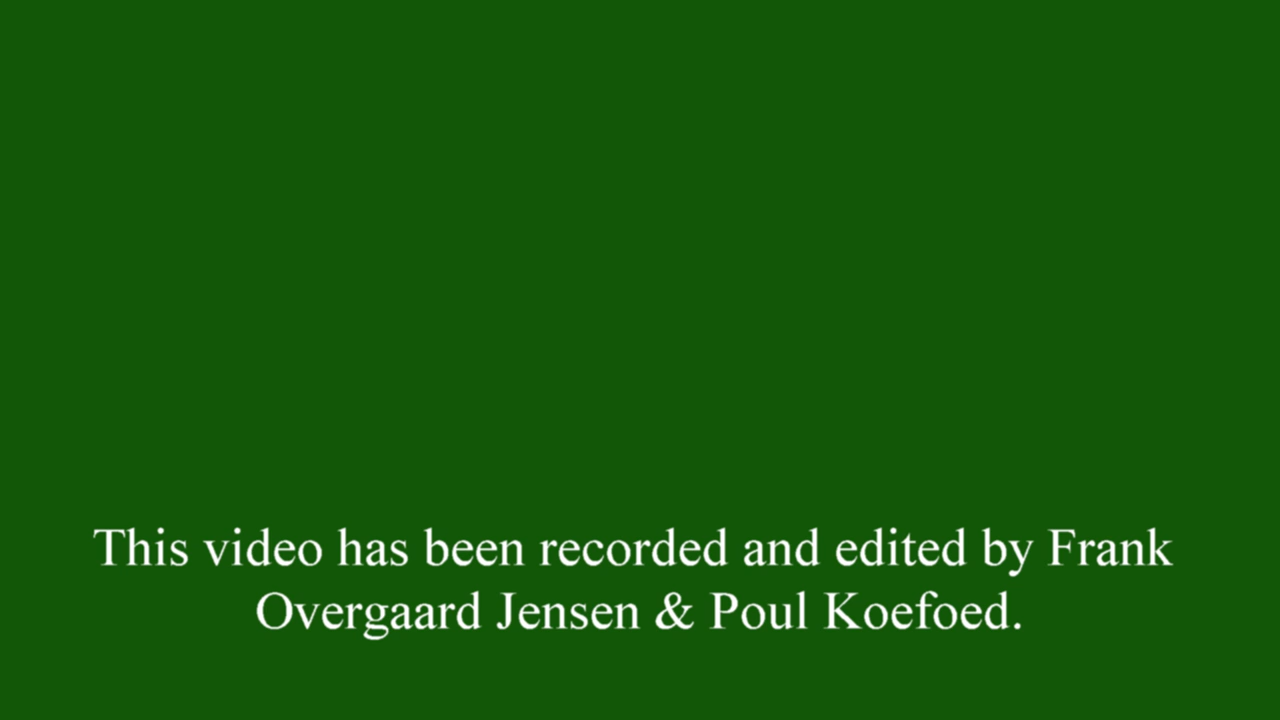 This video has been recorded and edited by Frank
Overgaard Jensen & Poul Koefoed.